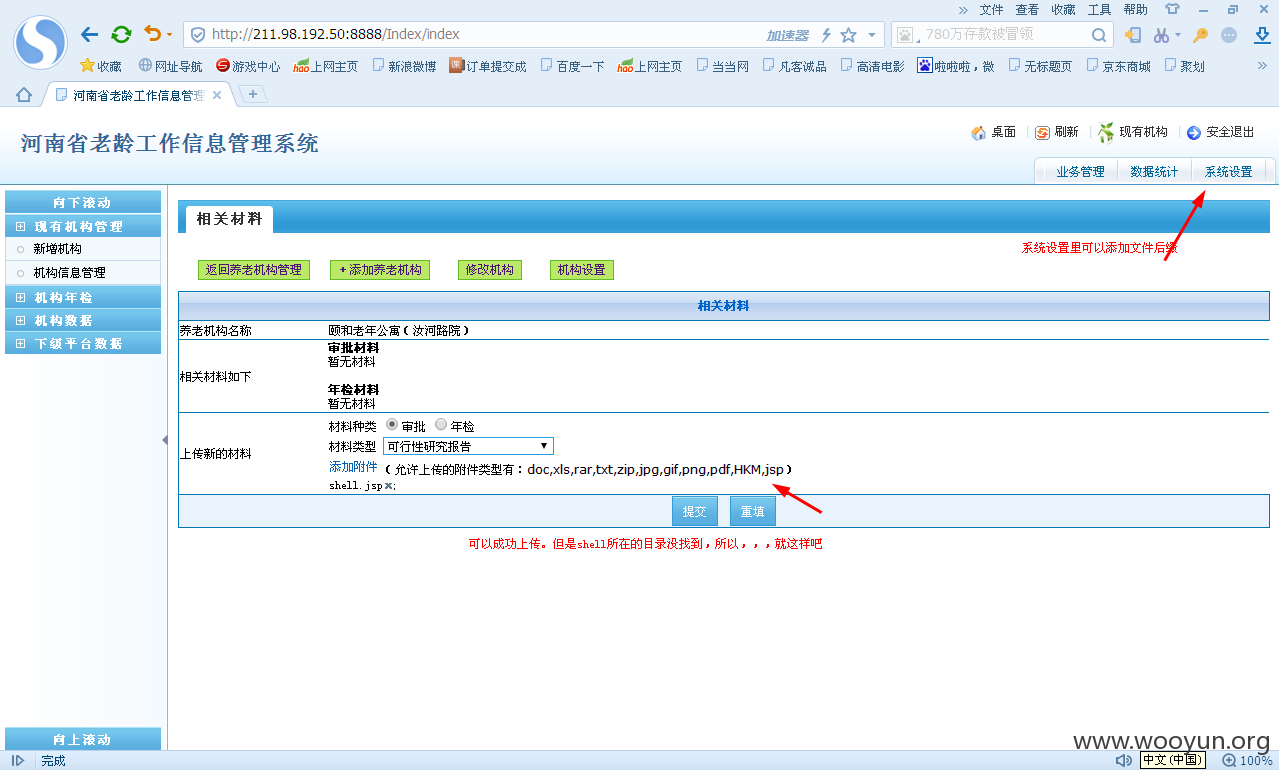 » 文件 查看 收藏 工具 帮助
http://211.98.192.50:8888/Index/index 加速器 780万存款被冒领
收藏 网址导航 游戏中心 hao上网主页 新浪微博 订单提交成 百度一下 hao上网主页 当当网 凡客诚品 高清电影 啦啦啦，微 无标题页 京东商城 聚划 »
河南省老龄工作信息管理
河南省老龄工作信息管理系统
桌面 刷新 现有机构 安全退出
业务管理 数据统计 系统设置
向下滚动
现有机构管理
新增机构
机构信息管理
机构年检
机构数据
下级平台数据
相关材料
系统设置里可以添加文件后缀
返回养老机构管理 +添加养老机构 修改机构 机构设置
相关材料
养老机构名称 颐和老年公寓（汝河路院）
相关材料如下
审批材料
暂无材料
年检材料
暂无材料
上传新的材料
材料种类 审批 年检
材料类型 可行性研究报告
添加附件（允许上传的附件类型有：doc,xls,rar,txt,zip,jpg,gif,png,pdf,HKM,jsp）
shell.jsp×;
提交 重填
可以成功上传。但是shell所在的目录没找到，所以，，，就这样吧
向上滚动
www.wooyun.org
完成 中文(中国) 100%